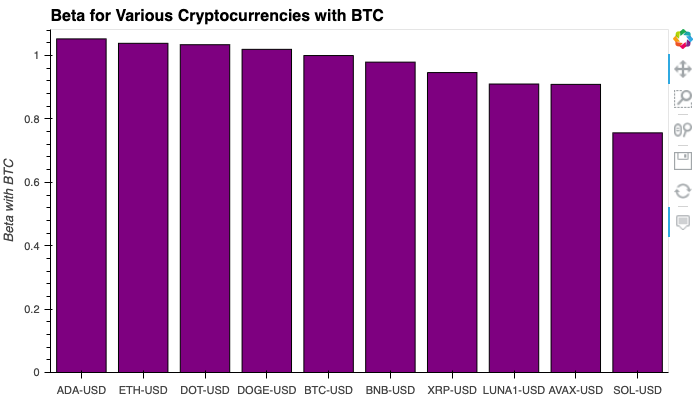 Beta for Various Cryptocurrencies with BTC
1
0.8
0.6
0.4
0.2
0
Beta with BTC
ADA-USD ETH-USD DOT-USD DOGE-USD BTC-USD BNB-USD XRP-USD LUNA1-USD AVAX-USD SOL-USD